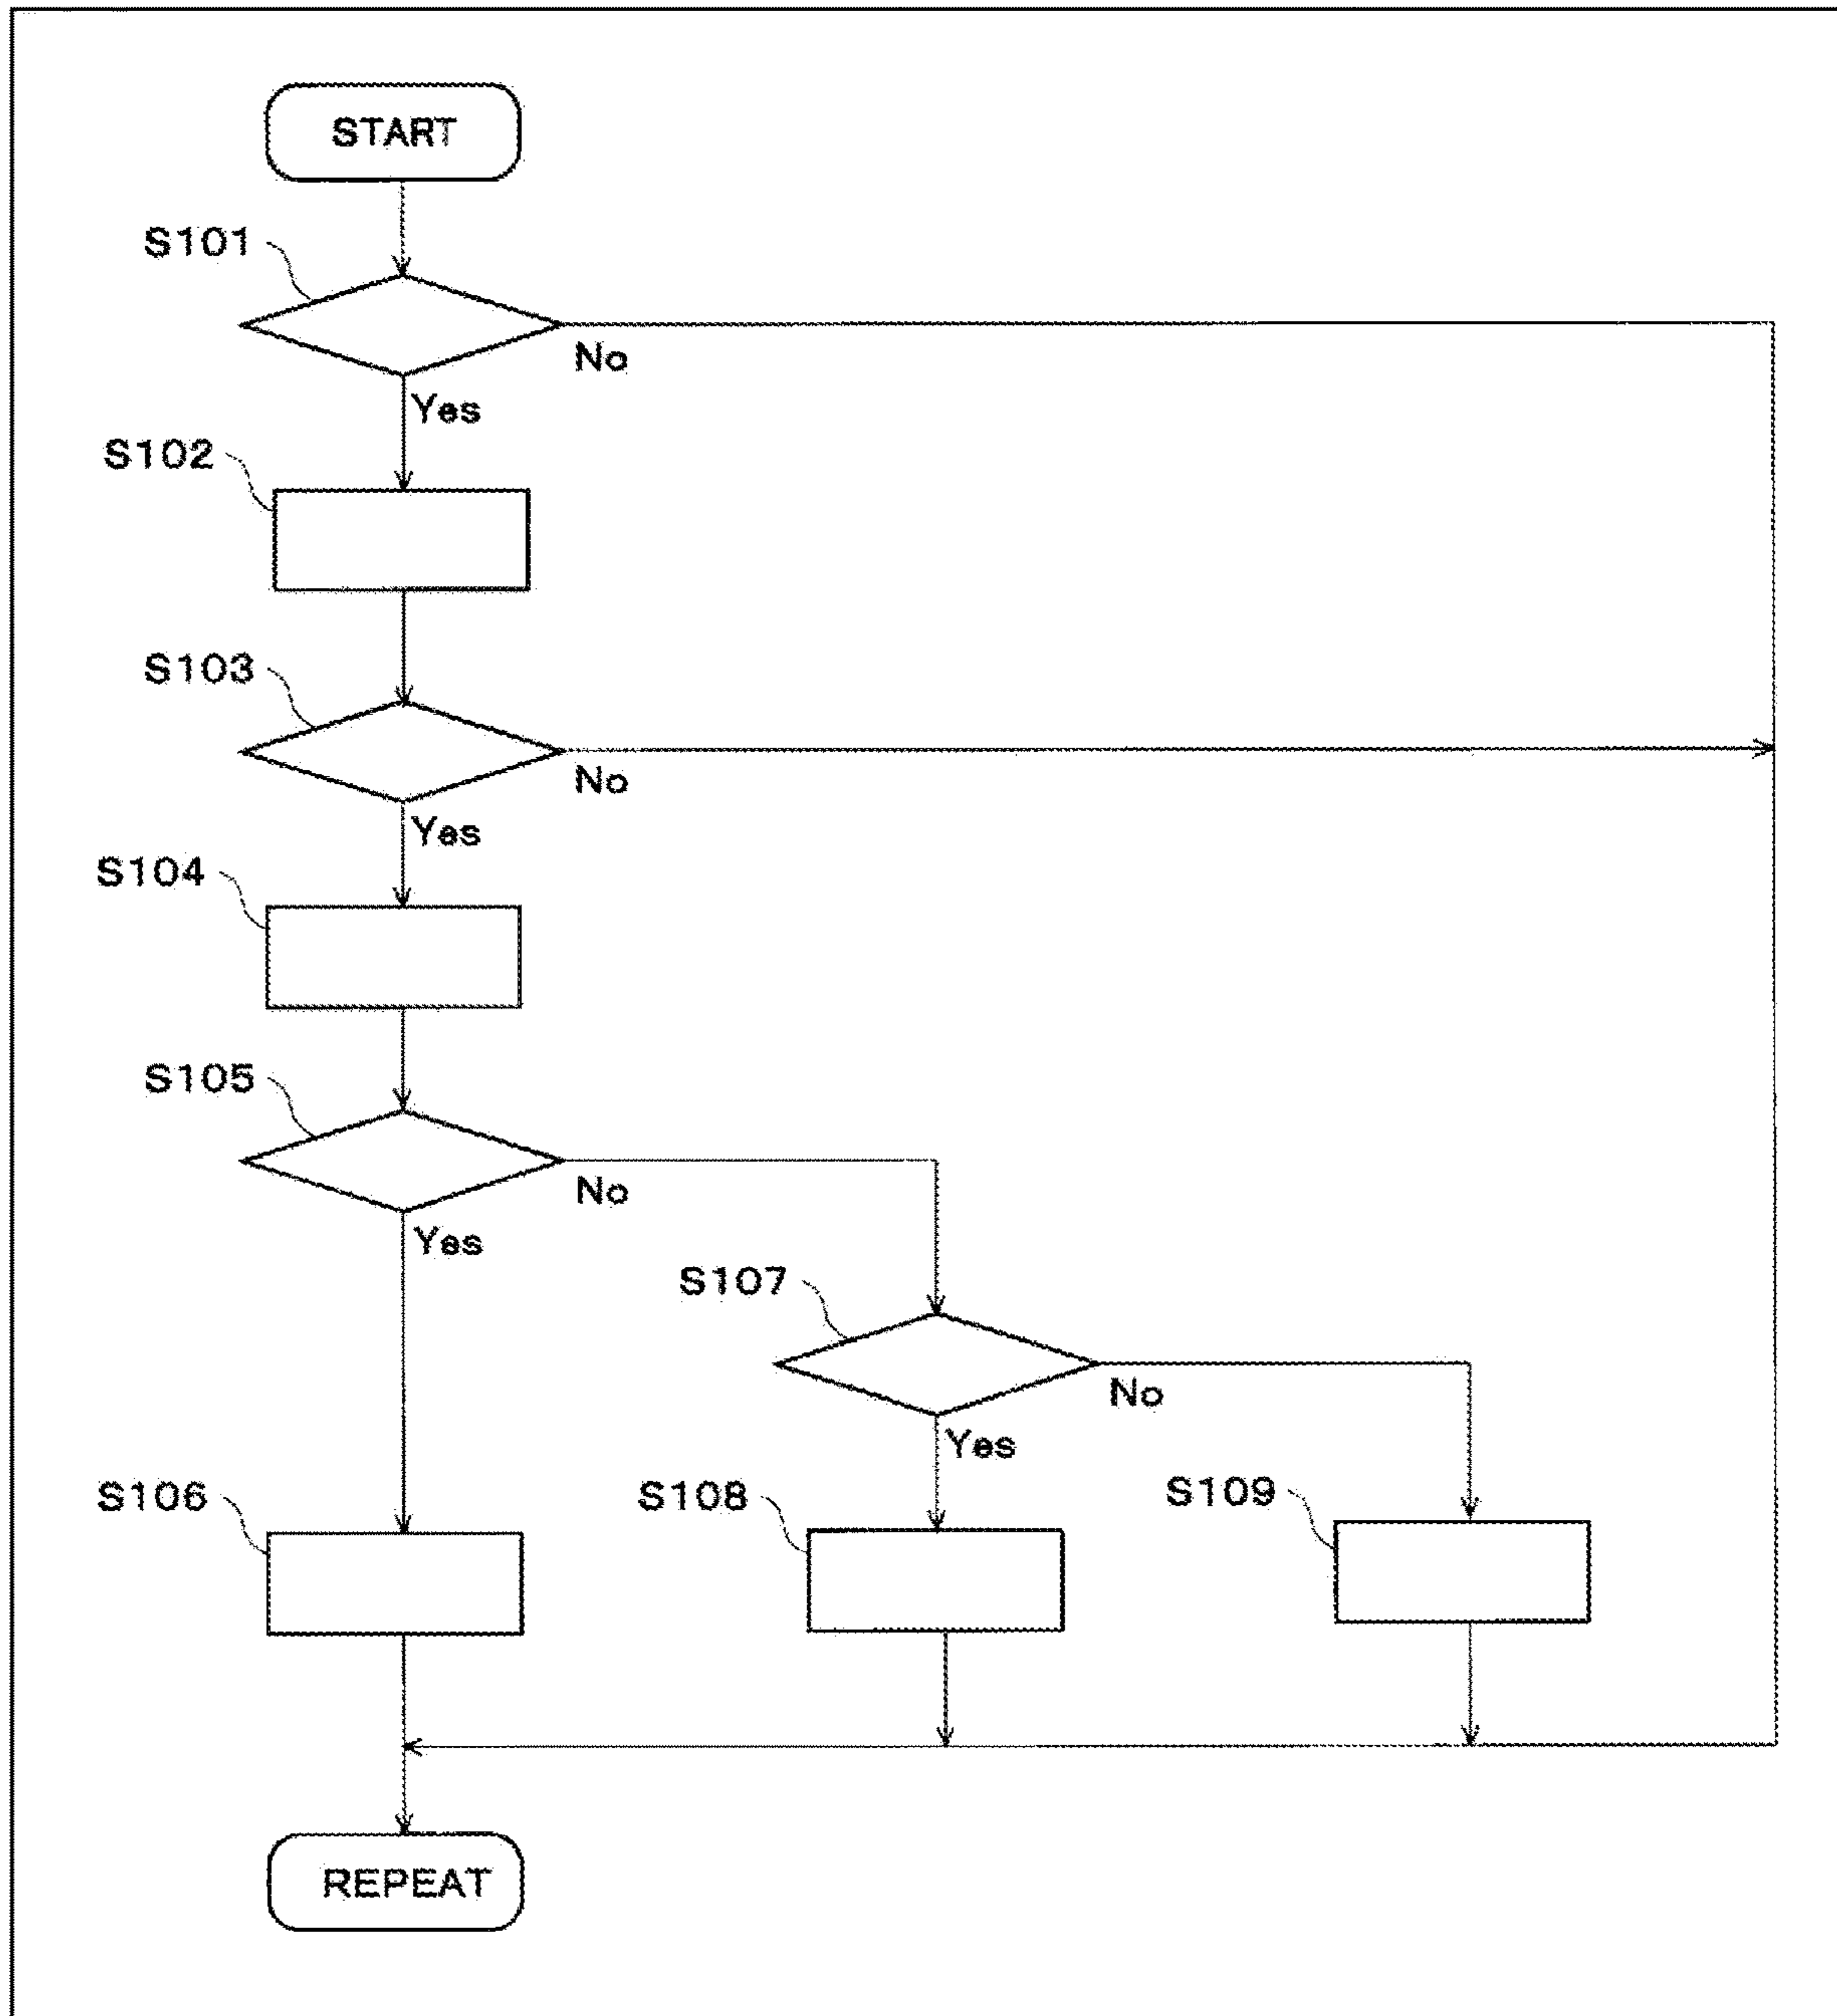 START
S101
No
Yes
S102
S103
No
Yes
S104
S105
No
Yes
S107
No
Yes
S106
S108
S109
REPEAT